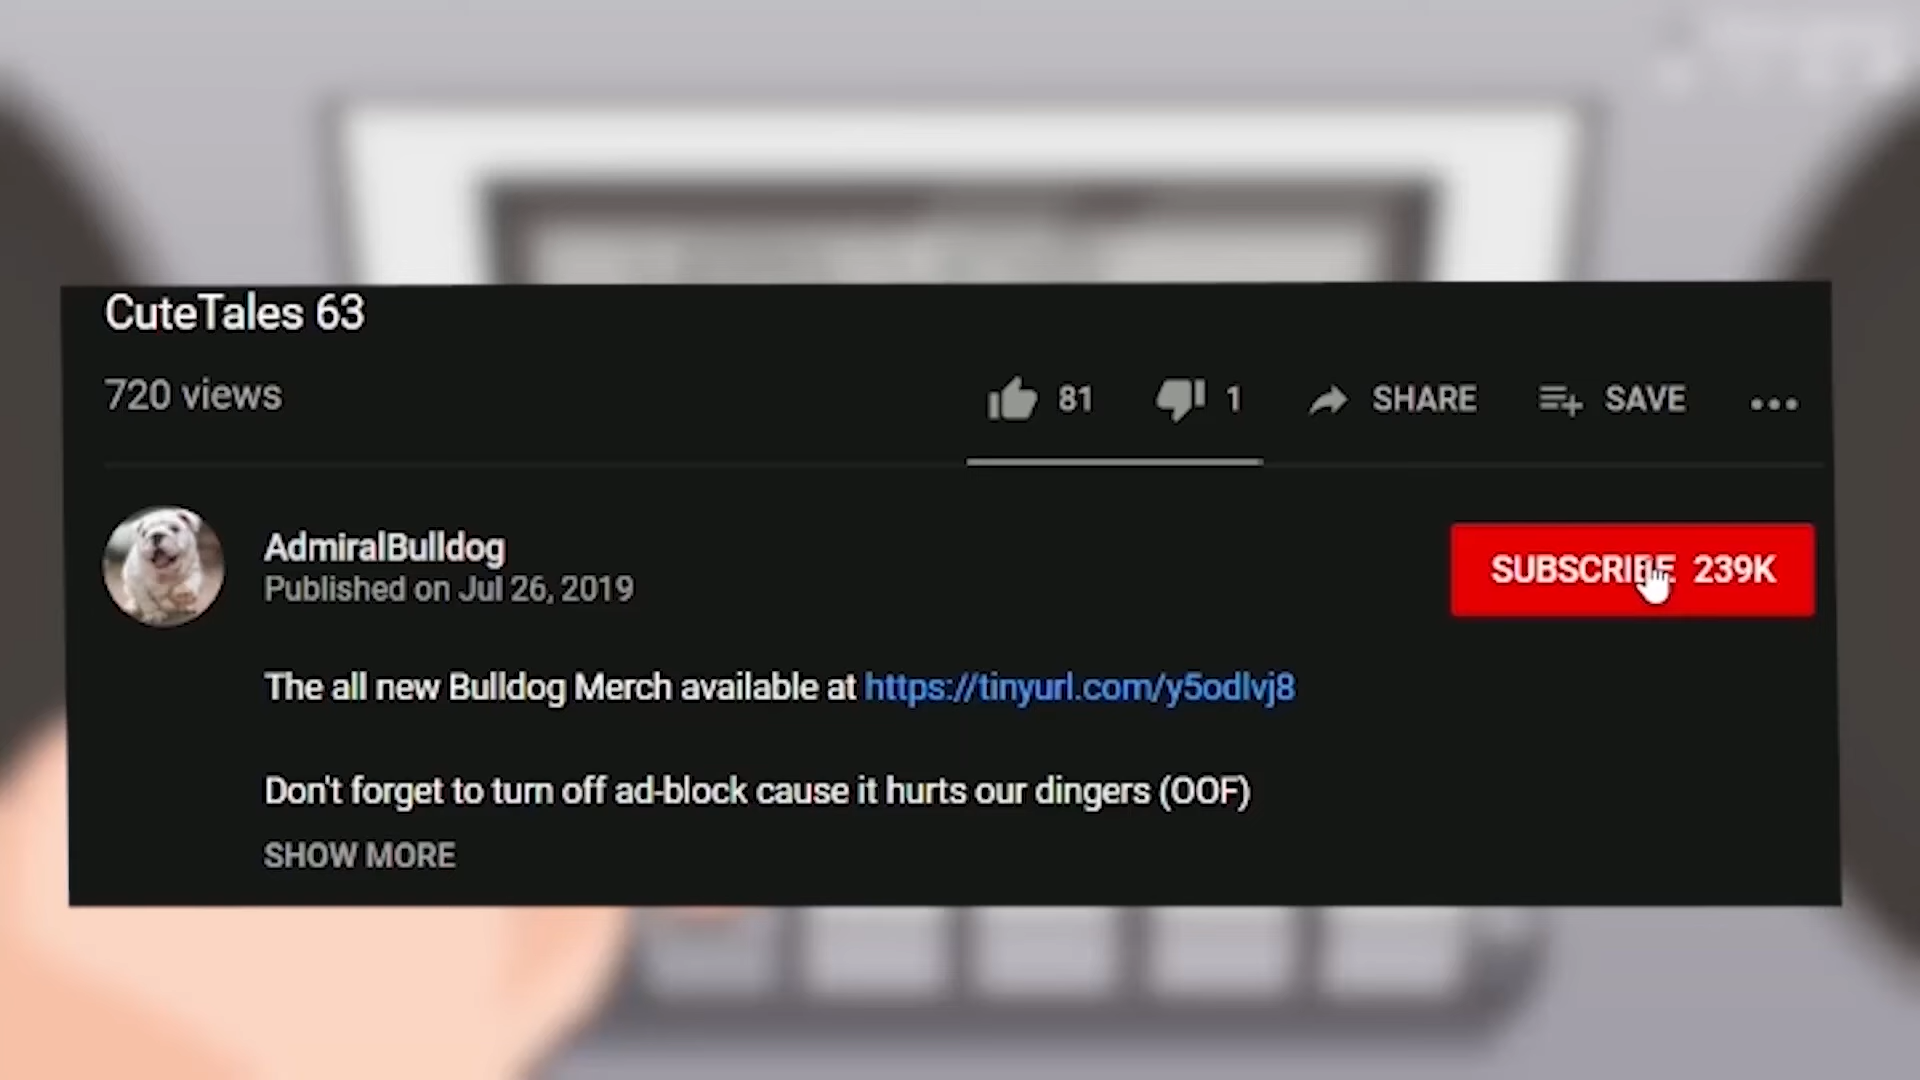 CuteTales 63
720 views
81 1 SHARE SAVE
AdmiralBulldog
Published on Jul 26, 2019
SUBSCRIBE 239K
The all new Bulldog Merch available at https://tinyurl.com/y5odlvj8
Don't forget to turn off ad-block cause it hurts our dingers (OOF)
SHOW MORE